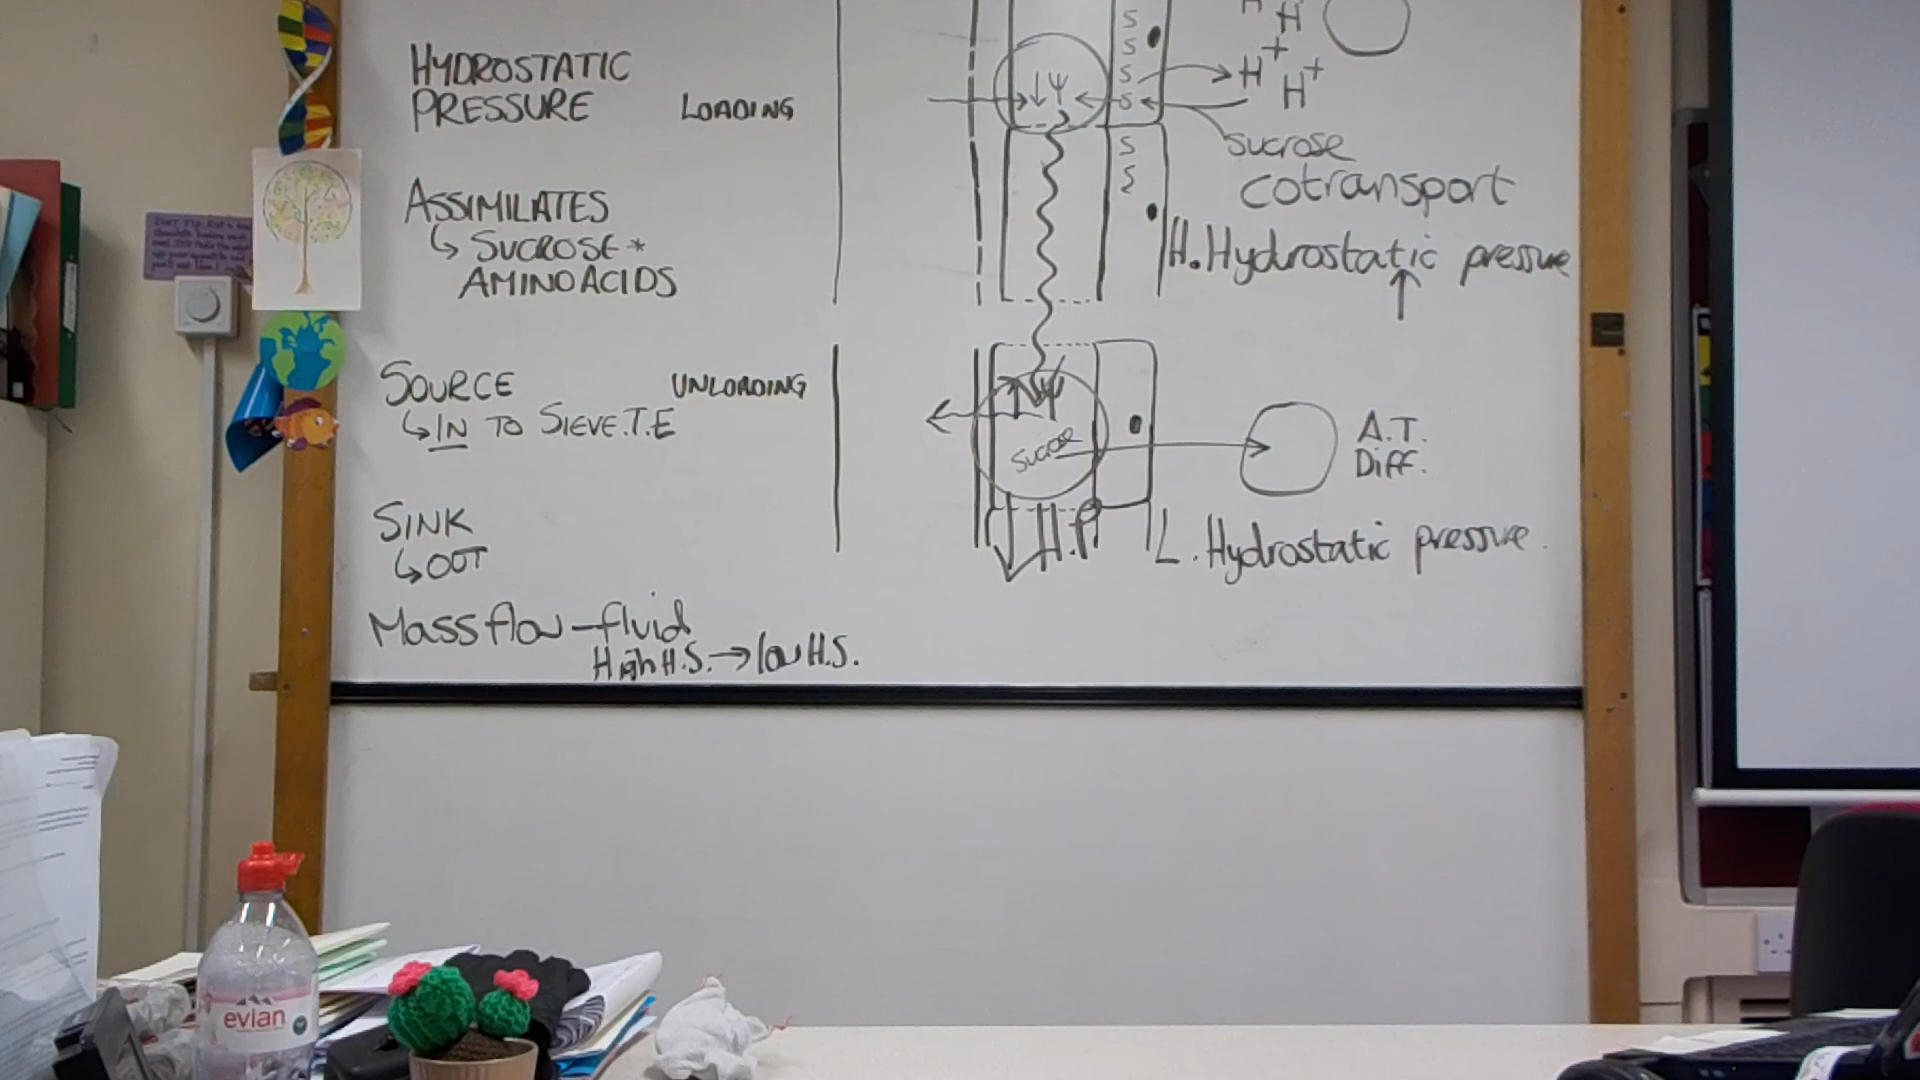 HYDROSTATIC
PRESSURE
LOADING
ASSIMILATES
↳ SUCROSE *
AMINO ACIDS
SOURCE
↳ IN TO SIEVE.T.E
UNLOADING
SINK
↳ OUT
Mass flow - fluid
High H.S. → low H.S.
S
S
S
S
S
S
↓Ψ
H H
H+
H+
sucrose
cotransport
H. Hydrostatic pressure
↑
↑Ψ
sucrose
A.T.
Diff.
↓ H.P
L. Hydrostatic pressure.
evian